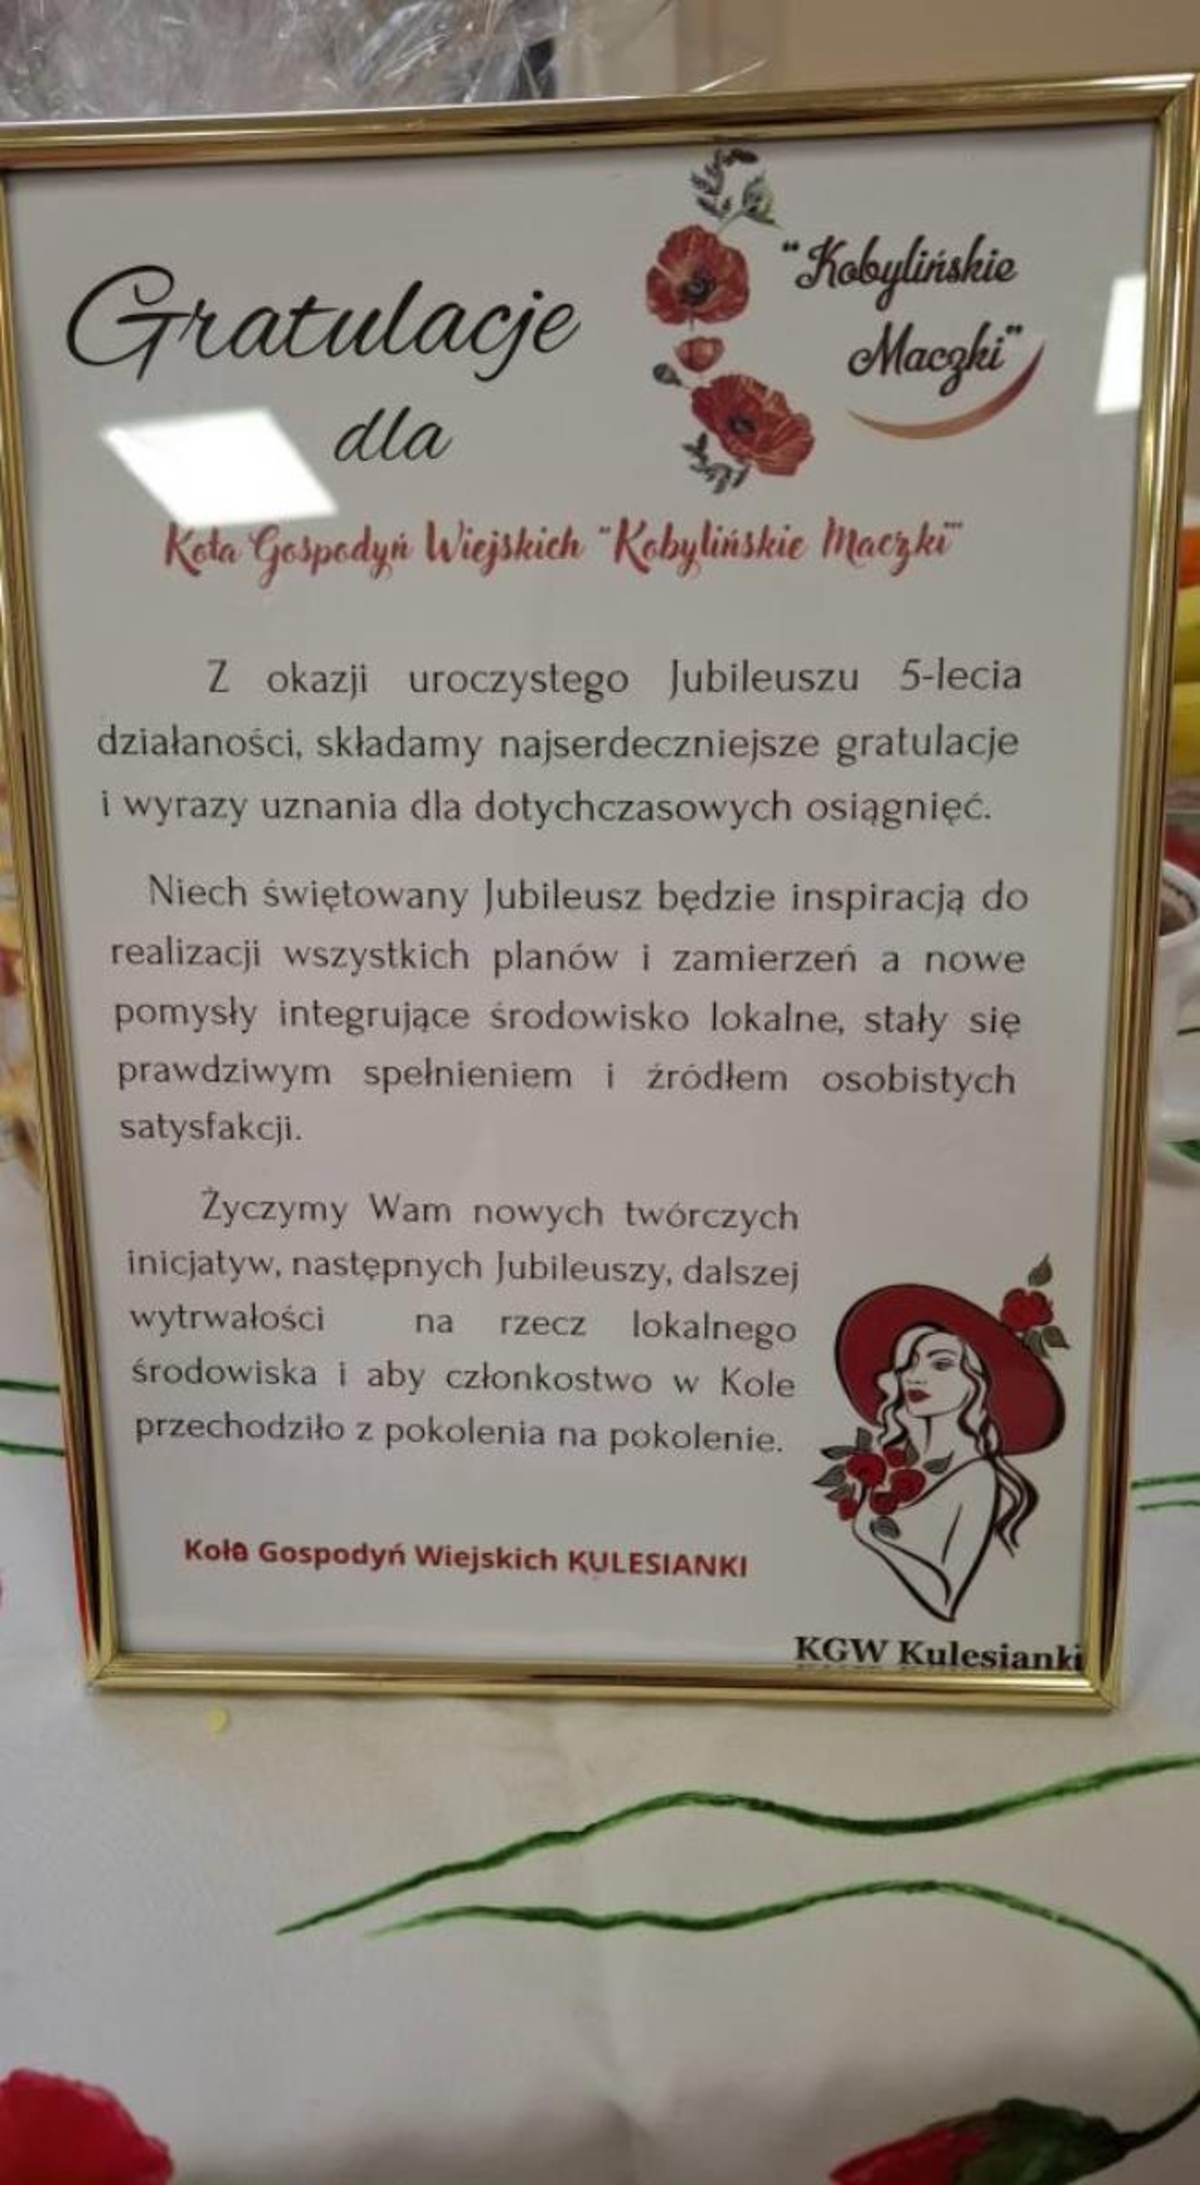 Gratulacje
dla
"Kobylińskie
Maczki"
Koła Gospodyń Wiejskich "Kobylińskie Maczki"
Z okazji uroczystego Jubileuszu 5-lecia
działaności, składamy najserdeczniejsze gratulacje
i wyrazy uznania dla dotychczasowych osiągnięć.
Niech świętowany Jubileusz będzie inspiracją do
realizacji wszystkich planów i zamierzeń a nowe
pomysły integrujące środowisko lokalne, stały się
prawdziwym spełnieniem i źródłem osobistych
satysfakcji.
Życzymy Wam nowych twórczych
inicjatyw, następnych Jubileuszy, dalszej
wytrwałości na rzecz lokalnego
środowiska i aby członkostwo w Kole
przechodziło z pokolenia na pokolenie.
Gospodyń Wiejskich KULESIANKI
KGW Kulesianki